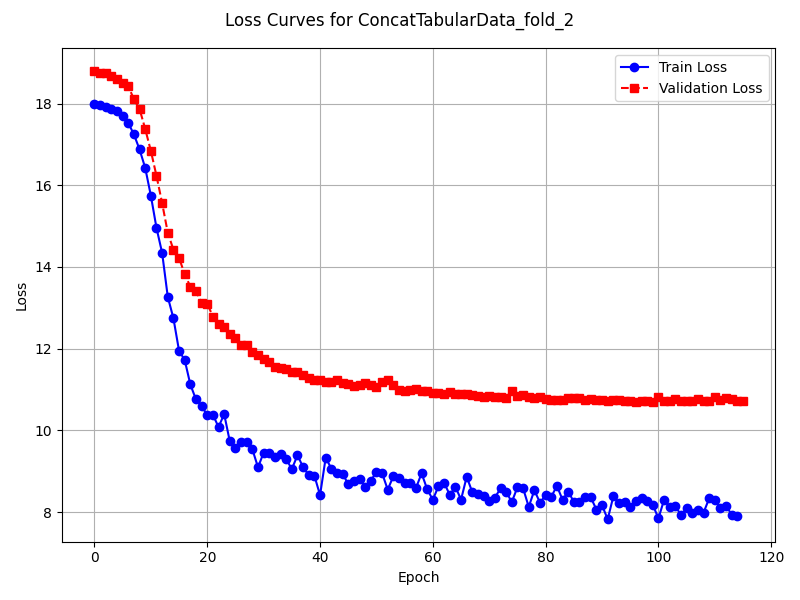 Loss Curves for ConcatTabularData_fold_2
Train Loss
Validation Loss
Loss
18
16
14
12
10
8
0 20 40 60 80 100 120
Epoch